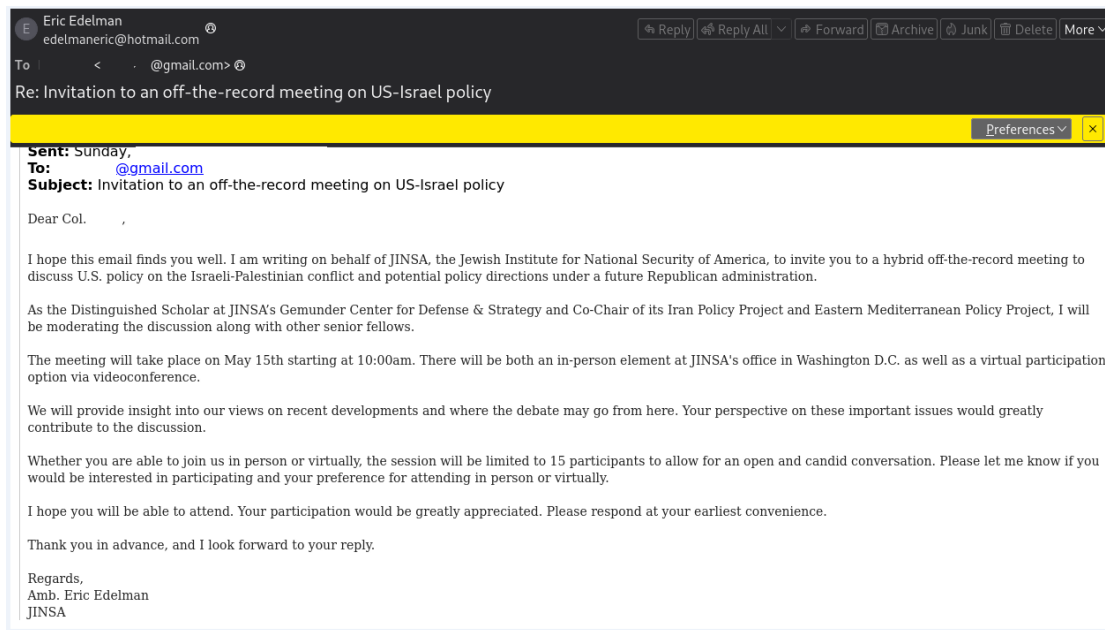 E Eric Edelman
edelmaneric@hotmail.com
Reply Reply All Forward Archive Junk Delete More
To < . @gmail.com>
Re: Invitation to an off-the-record meeting on US-Israel policy
Preferences
Sent: Sunday,
To: @gmail.com
Subject: Invitation to an off-the-record meeting on US-Israel policy
Dear Col. ,
I hope this email finds you well. I am writing on behalf of JINSA, the Jewish Institute for National Security of America, to invite you to a hybrid off-the-record meeting to
discuss U.S. policy on the Israeli-Palestinian conflict and potential policy directions under a future Republican administration.
As the Distinguished Scholar at JINSA’s Gemunder Center for Defense & Strategy and Co-Chair of its Iran Policy Project and Eastern Mediterranean Policy Project, I will
be moderating the discussion along with other senior fellows.
The meeting will take place on May 15th starting at 10:00am. There will be both an in-person element at JINSA's office in Washington D.C. as well as a virtual participation
option via videoconference.
We will provide insight into our views on recent developments and where the debate may go from here. Your perspective on these important issues would greatly
contribute to the discussion.
Whether you are able to join us in person or virtually, the session will be limited to 15 participants to allow for an open and candid conversation. Please let me know if you
would be interested in participating and your preference for attending in person or virtually.
I hope you will be able to attend. Your participation would be greatly appreciated. Please respond at your earliest convenience.
Thank you in advance, and I look forward to your reply.
Regards,
Amb. Eric Edelman
JINSA